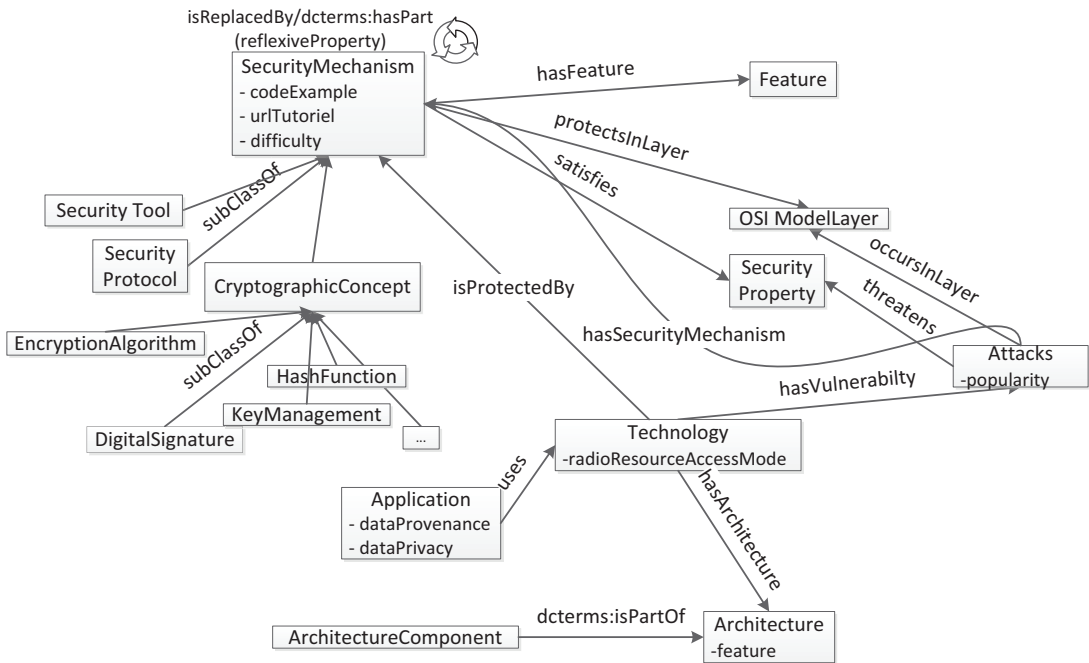 isReplacedBy/dcterms:hasPart
(reflexiveProperty)
SecurityMechanism
- codeExample
- urlTutoriel
- difficulty
hasFeature
Feature
protectsInLayer
satisfies
subClassOf
Security Tool
OSI ModelLayer
Security
Protocol
Security
Property
occursInLayer
threatens
CryptographicConcept
isProtectedBy
hasSecurityMechanism
EncryptionAlgorithm
subClassOf
HashFunction
Attacks
-popularity
hasVulnerabilty
KeyManagement
DigitalSignature
...
Technology
-radioResourceAccessMode
uses
hasArchitecture
Application
- dataProvenance
- dataPrivacy
dcterms:isPartOf
ArchitectureComponent
Architecture
-feature